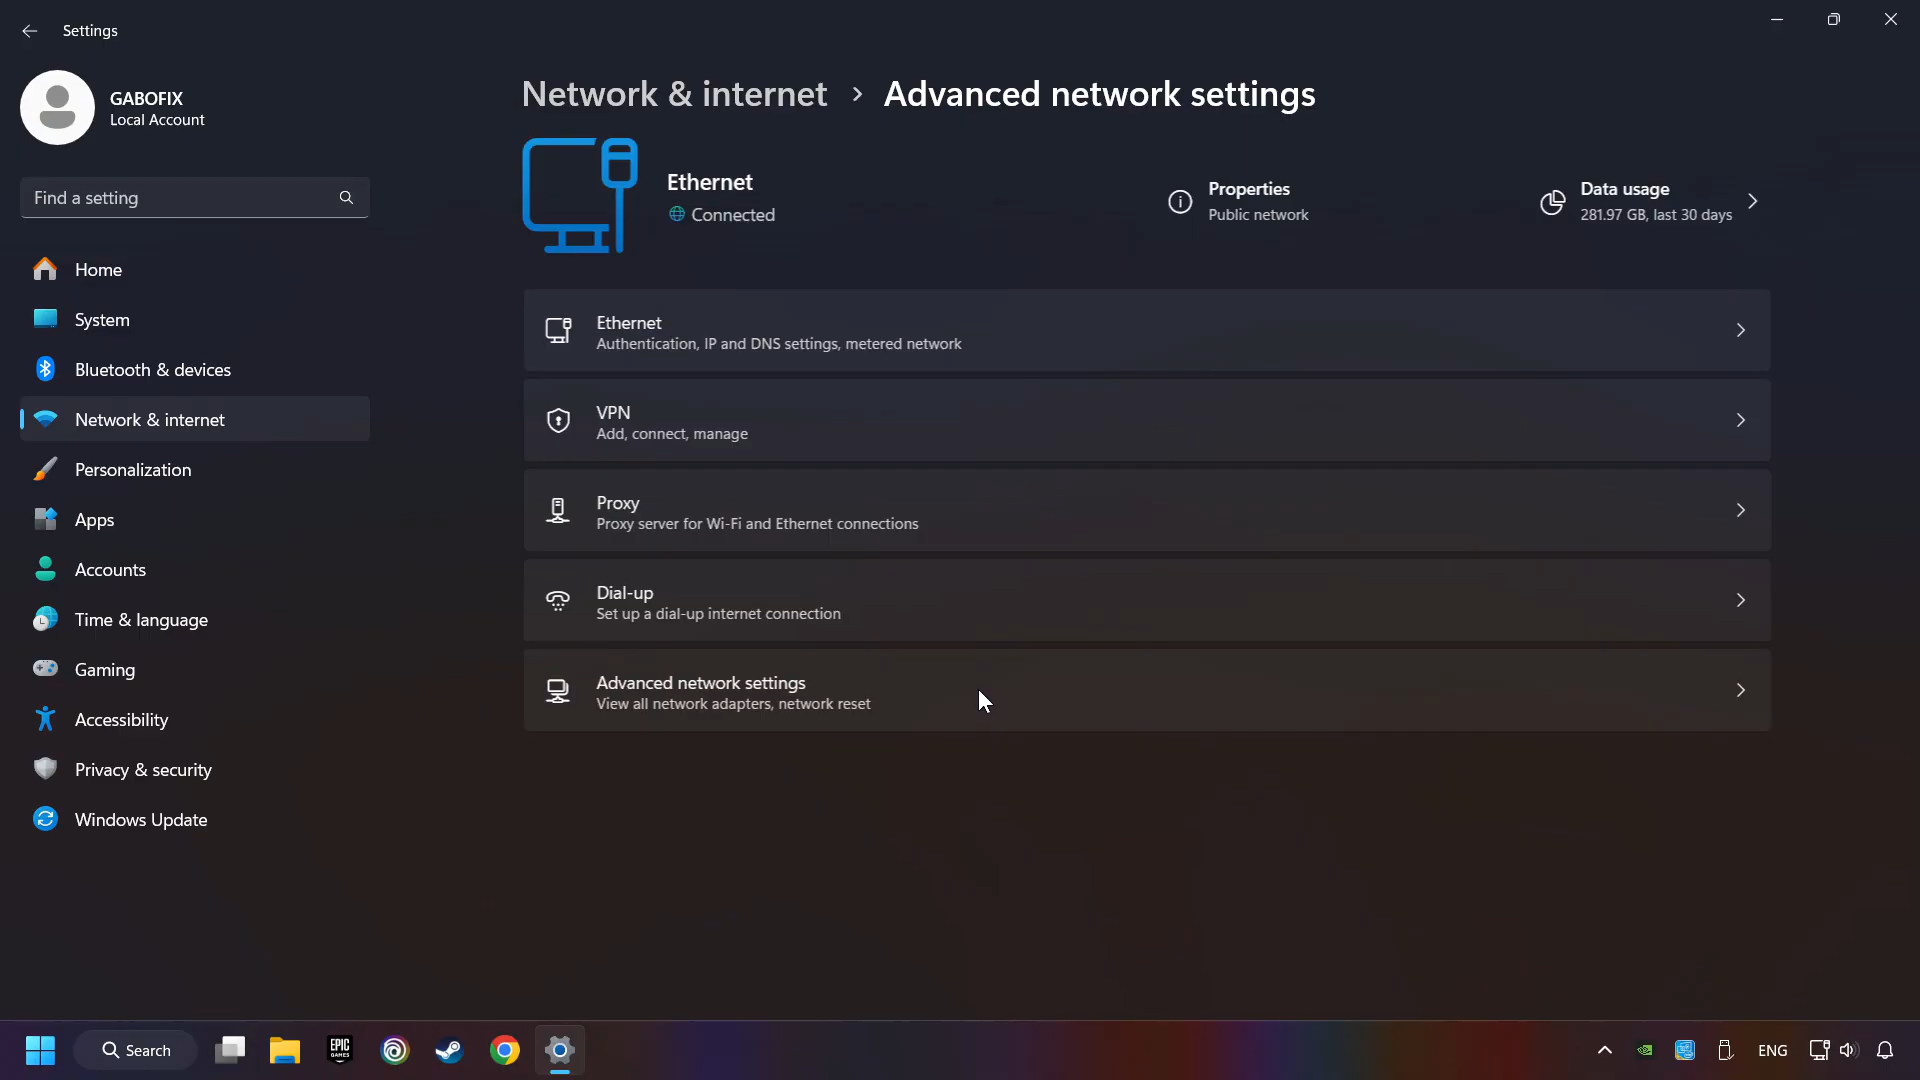 Settings
GABOFIX
Local Account
Find a setting
Home
System
Bluetooth & devices
Network & internet
Personalization
Apps
Accounts
Time & language
Gaming
Accessibility
Privacy & security
Windows Update
Network & internet > Advanced network settings
Ethernet
Connected
Properties
Public network
Data usage
281.97 GB, last 30 days
Ethernet
Authentication, IP and DNS settings, metered network
VPN
Add, connect, manage
Proxy
Proxy server for Wi-Fi and Ethernet connections
Dial-up
Set up a dial-up internet connection
Advanced network settings
View all network adapters, network reset
Search
EPIC GAMES
ENG